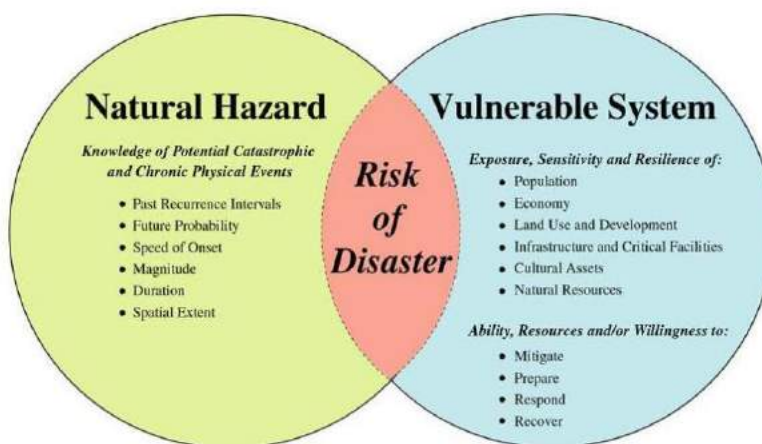 Natural Hazard
Knowledge of Potential Catastrophic
and Chronic Physical Events
• Past Recurrence Intervals
• Future Probability
• Speed of Onset
• Magnitude
• Duration
• Spatial Extent
Risk
of
Disaster
Vulnerable System
Exposure, Sensitivity and Resilience of:
• Population
• Economy
• Land Use and Development
• Infrastructure and Critical Facilities
• Cultural Assets
• Natural Resources
Ability, Resources and/or Willingness to:
• Mitigate
• Prepare
• Respond
• Recover